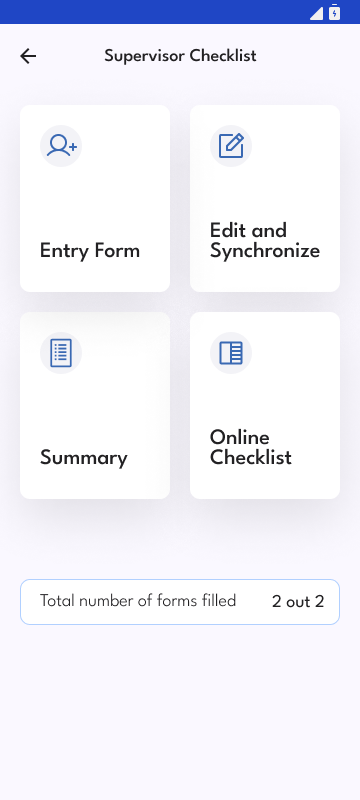 Supervisor Checklist
Entry Form
Edit and
Synchronize
Summary
Online
Checklist
Total number of forms filled 2 out 2